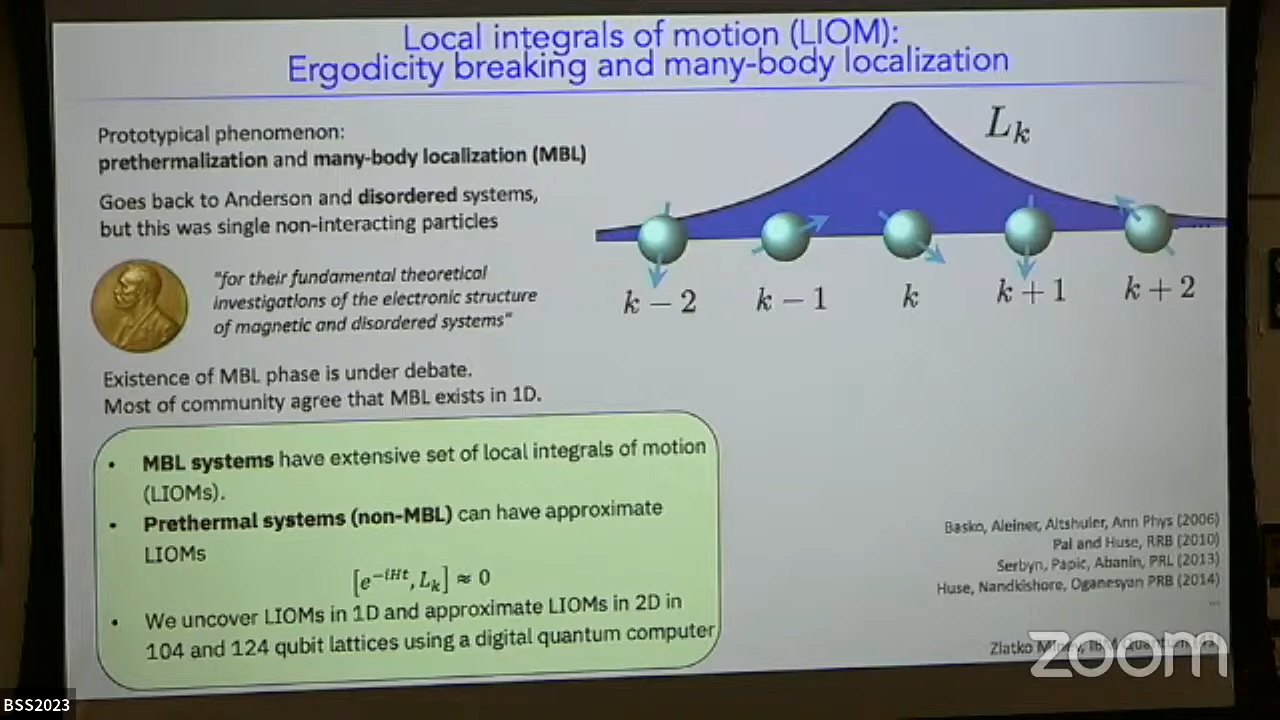 Local integrals of motion (LIOM):
Ergodicity breaking and many-body localization
Prototypical phenomenon:
prethermalization and many-body localization (MBL)
Goes back to Anderson and disordered systems,
but this was single non-interacting particles
"for their fundamental theoretical
investigations of the electronic structure
of magnetic and disordered systems"
Existence of MBL phase is under debate.
Most of community agree that MBL exists in 1D.
L_k
k − 2 k − 1 k k + 1 k + 2
• MBL systems have extensive set of local integrals of motion
(LIOMs).
• Prethermal systems (non-MBL) can have approximate
LIOMs
[e^{-iHt}, L_k] ≈ 0
• We uncover LIOMs in 1D and approximate LIOMs in 2D in
104 and 124 qubit lattices using a digital quantum computer
Basko, Aleiner, Altshuler, Ann Phys (2006)
Pal and Huse, RRB (2010)
Serbyn, Papic, Abanin, PRL (2013)
Huse, Nandkishore, Oganesyan PRB (2014)
...
Zlatko
zoom
BSS2023